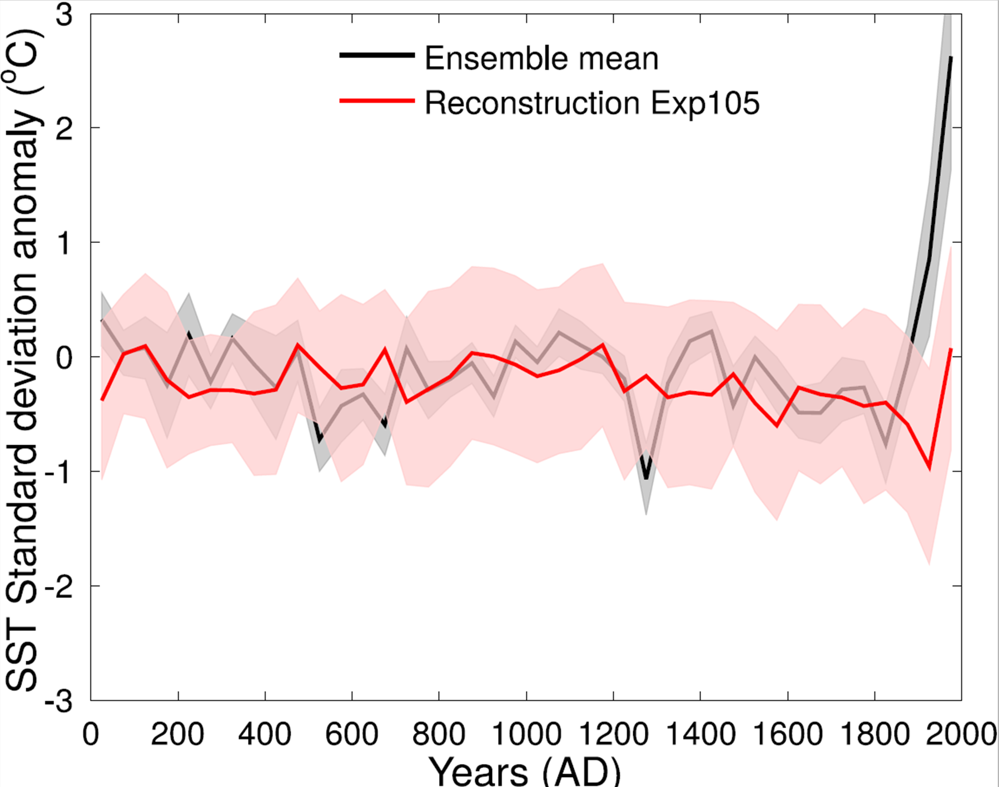 SST Standard deviation anomaly (°C)
3
2
1
0
-1
-2
-3
Ensemble mean
Reconstruction Exp105
0 200 400 600 800 1000 1200 1400 1600 1800 2000
Years (AD)